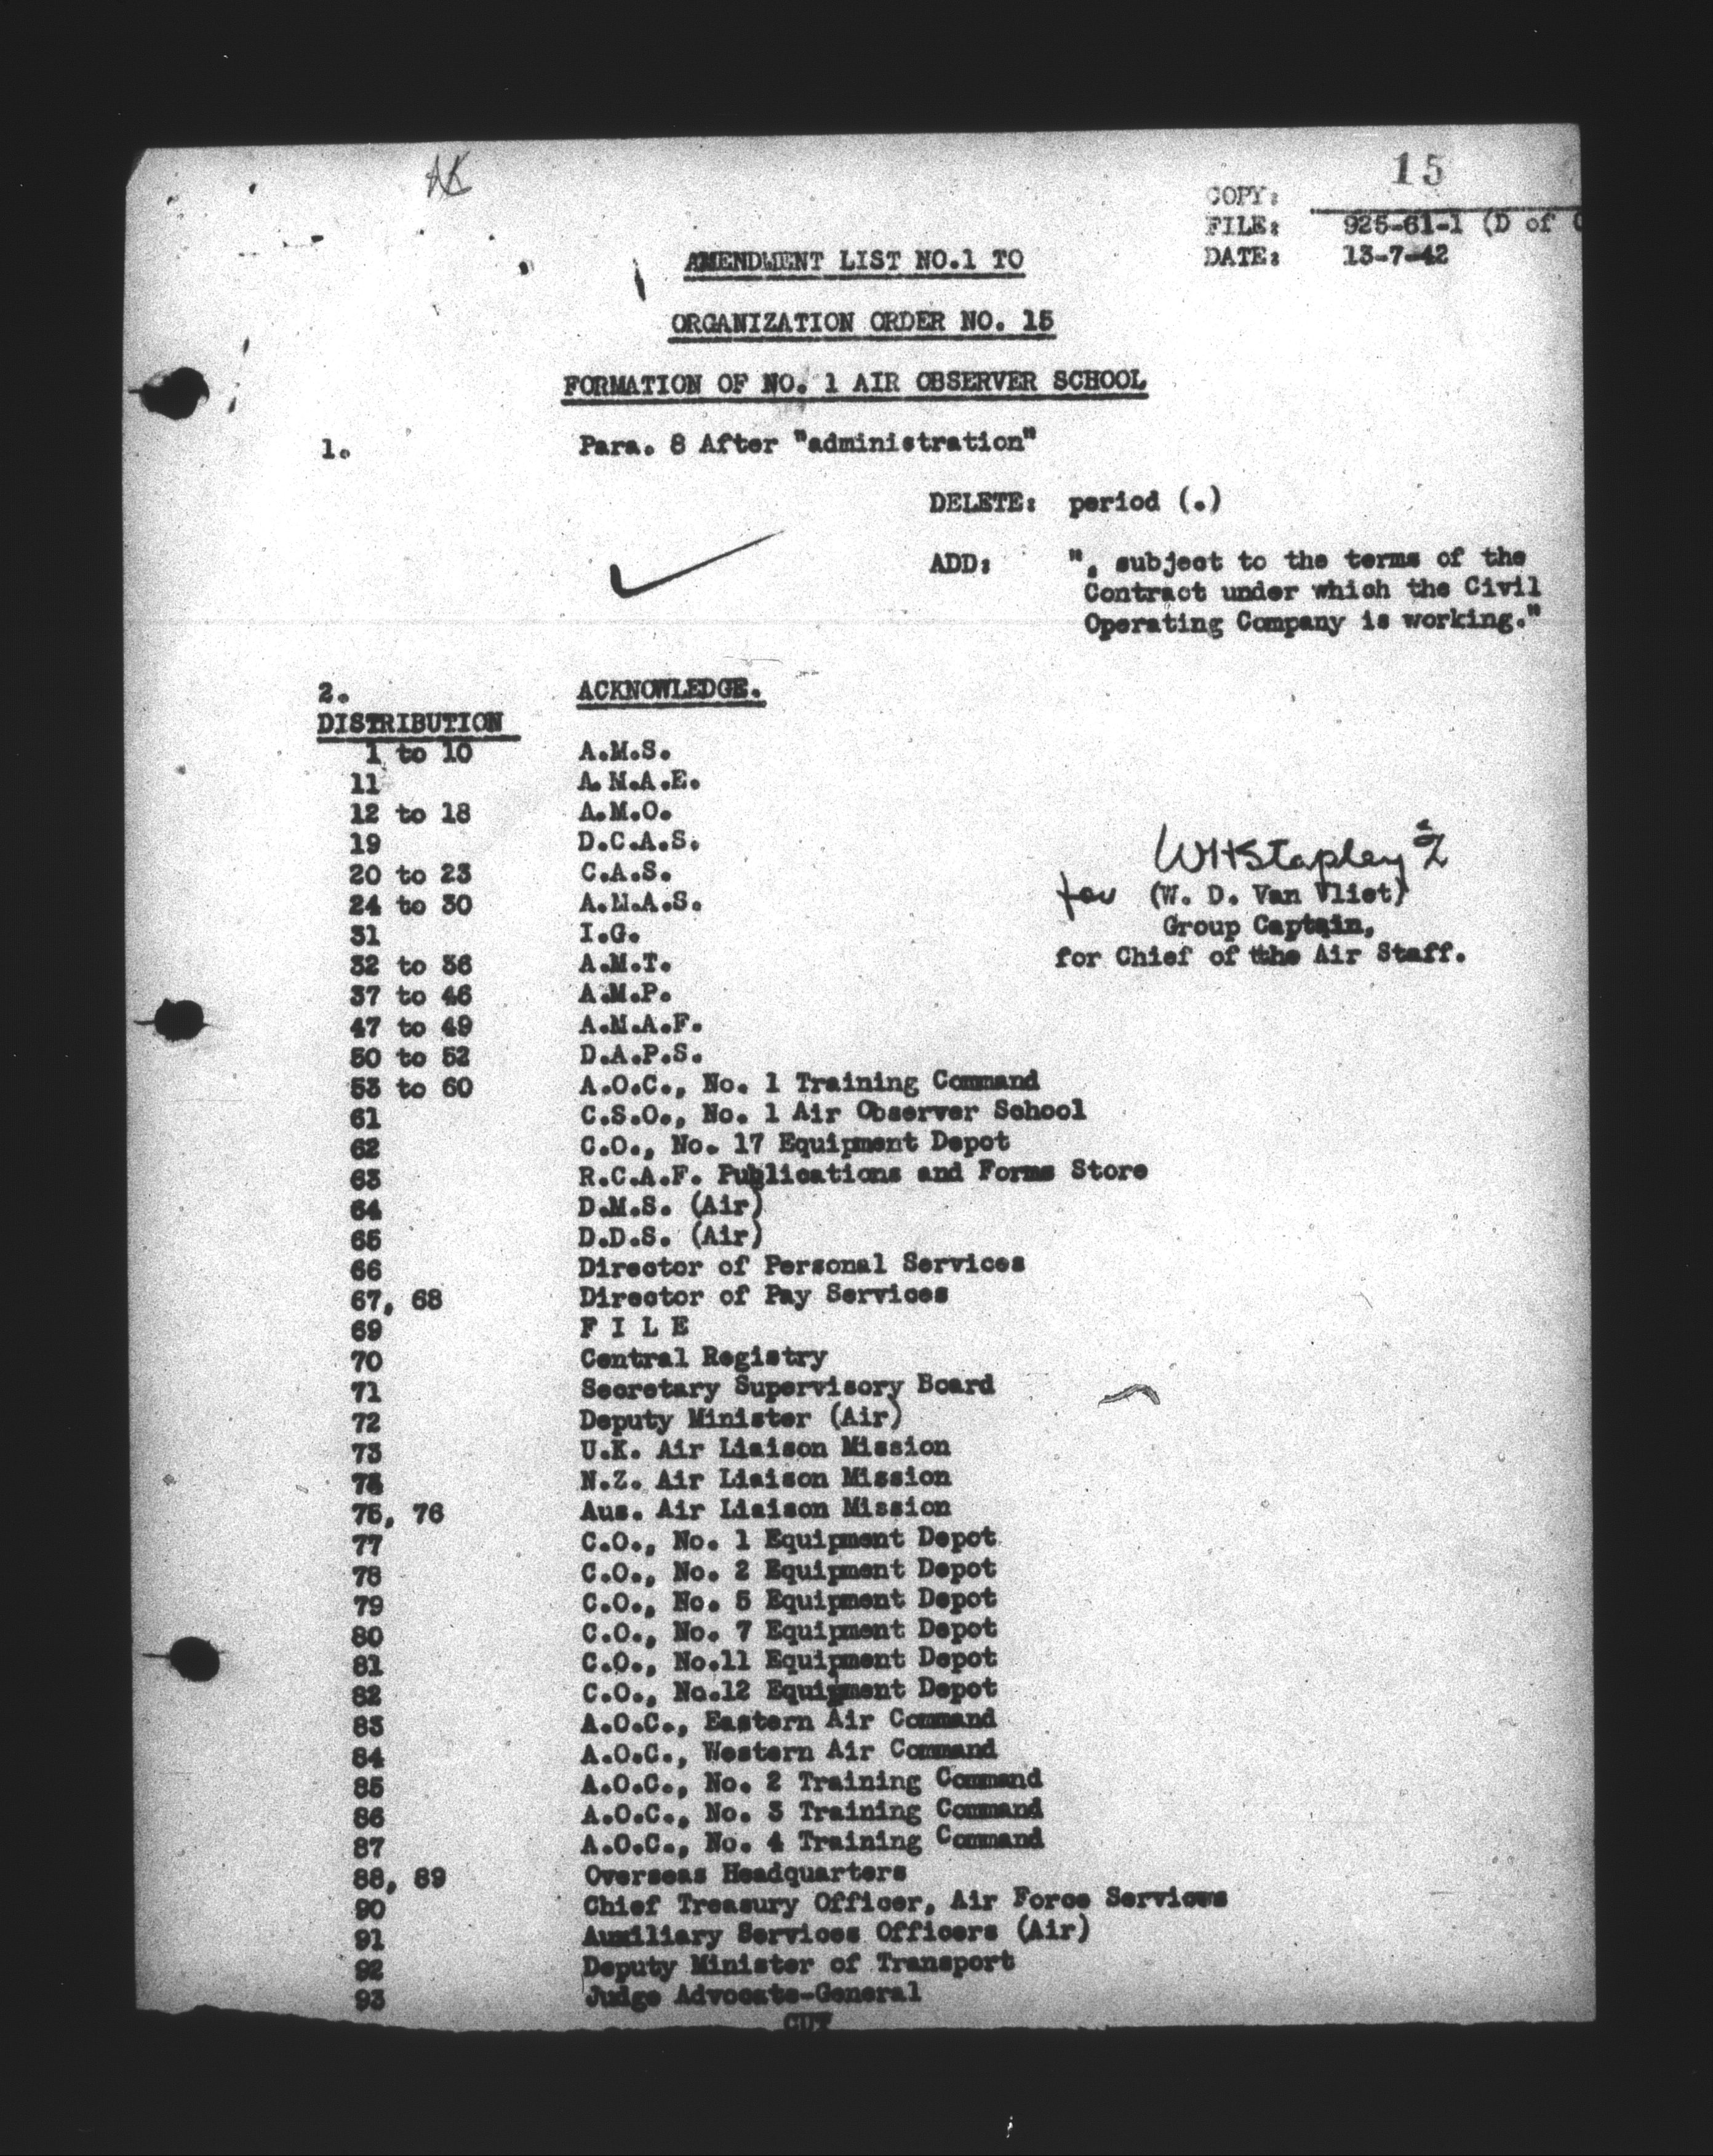 AK
15
COPY:
FILE: 925-61-1 (D of
DATE: 13-7-42
AMENDMENT LIST NO.1 TO
ORGANIZATION ORDER NO. 15
FORMATION OF NO. 1 AIR OBSERVER SCHOOL
1. Para. 8 After "administration"
DELETE: period (.)
ADD: ", subject to the terms of the
Contract under which the Civil
Operating Company is working."
2. ACKNOWLEDGE.
DISTRIBUTION
1 to 10 A.M.S.
11 A.M.A.E.
12 to 18 A.M.O.
19 D.C.A.S.
20 to 23 C.A.S.
24 to 30 A.M.A.S.
31 I.G.
32 to 36 A.M.T.
37 to 46 A.M.P.
47 to 49 A.M.A.F.
50 to 52 D.A.P.S.
53 to 60 A.O.C., No. 1 Training Command
61 C.S.O., No. 1 Air Observer School
62 C.O., No. 17 Equipment Depot
63 R.C.A.F. Publications and Forms Store
64 D.M.S. (Air)
65 D.D.S. (Air)
66 Director of Personal Services
67, 68 Director of Pay Services
69 F I L E
70 Central Registry
71 Secretary Supervisory Board
72 Deputy Minister (Air)
73 U.K. Air Liaison Mission
74 N.Z. Air Liaison Mission
75, 76 Aus. Air Liaison Mission
77 C.O., No. 1 Equipment Depot
78 C.O., No. 2 Equipment Depot
79 C.O., No. 5 Equipment Depot
80 C.O., No. 7 Equipment Depot
81 C.O., No.11 Equipment Depot
82 C.O., No.12 Equipment Depot
83 A.O.C., Eastern Air Command
84 A.O.C., Western Air Command
85 A.O.C., No. 2 Training Command
86 A.O.C., No. 3 Training Command
87 A.O.C., No. 4 Training Command
88, 89 Overseas Headquarters
90 Chief Treasury Officer, Air Force Services
91 Auxiliary Services Officers (Air)
92 Deputy Minister of Transport
93 Judge Advocate-General
WHStapley
for (W. D. Van Vliet)
Group Captain,
for Chief of the Air Staff.